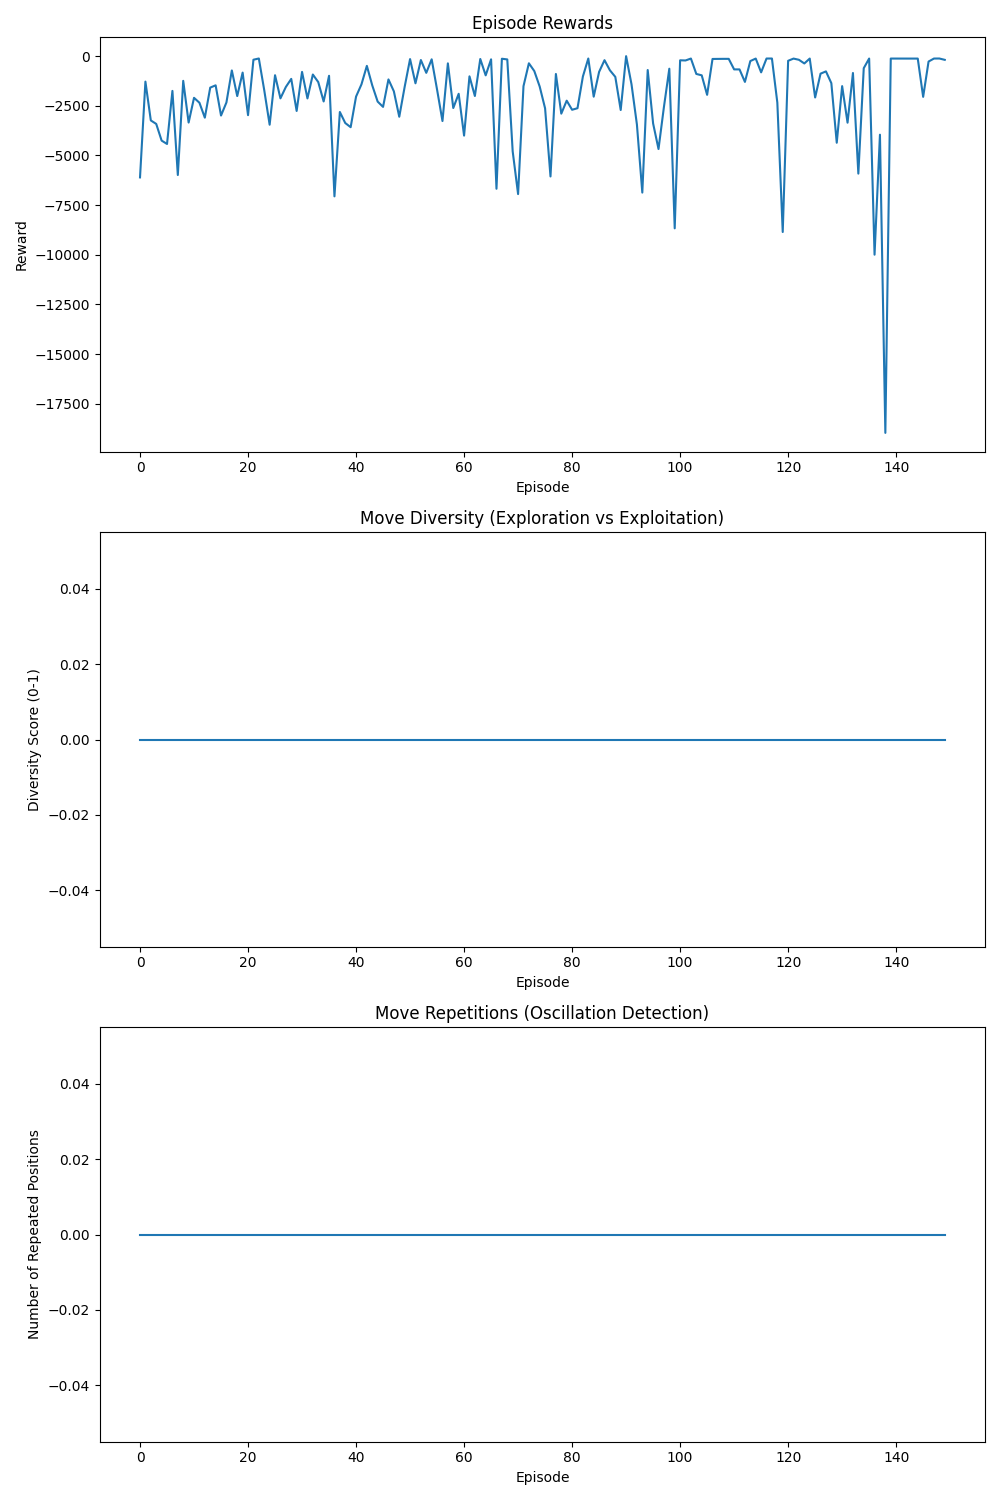 Episode Rewards
0
−2500
−5000
−7500
−10000
−12500
−15000
−17500
Reward
0 20 40 60 80 100 120 140
Episode
Move Diversity (Exploration vs Exploitation)
0.04
0.02
0.00
−0.02
−0.04
Diversity Score (0-1)
0 20 40 60 80 100 120 140
Episode
Move Repetitions (Oscillation Detection)
0.04
0.02
0.00
−0.02
−0.04
Number of Repeated Positions
0 20 40 60 80 100 120 140
Episode